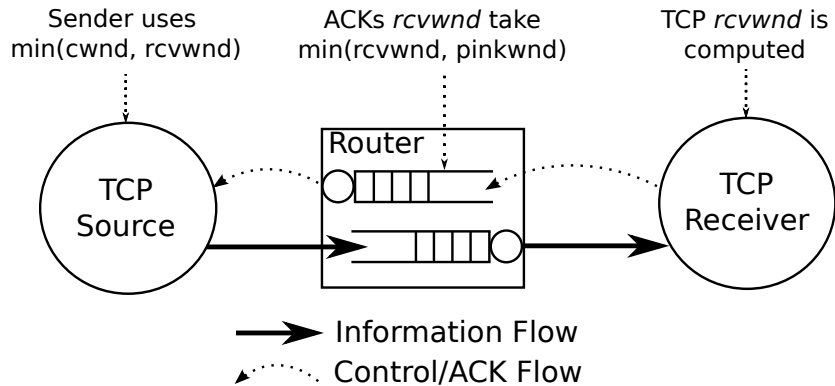 Sender uses
min(cwnd, rcvwnd)
ACKs rcvwnd take
min(rcvwnd, pinkwnd)
TCP rcvwnd is
computed
Router
TCP
Source
TCP
Receiver
Information Flow
Control/ACK Flow